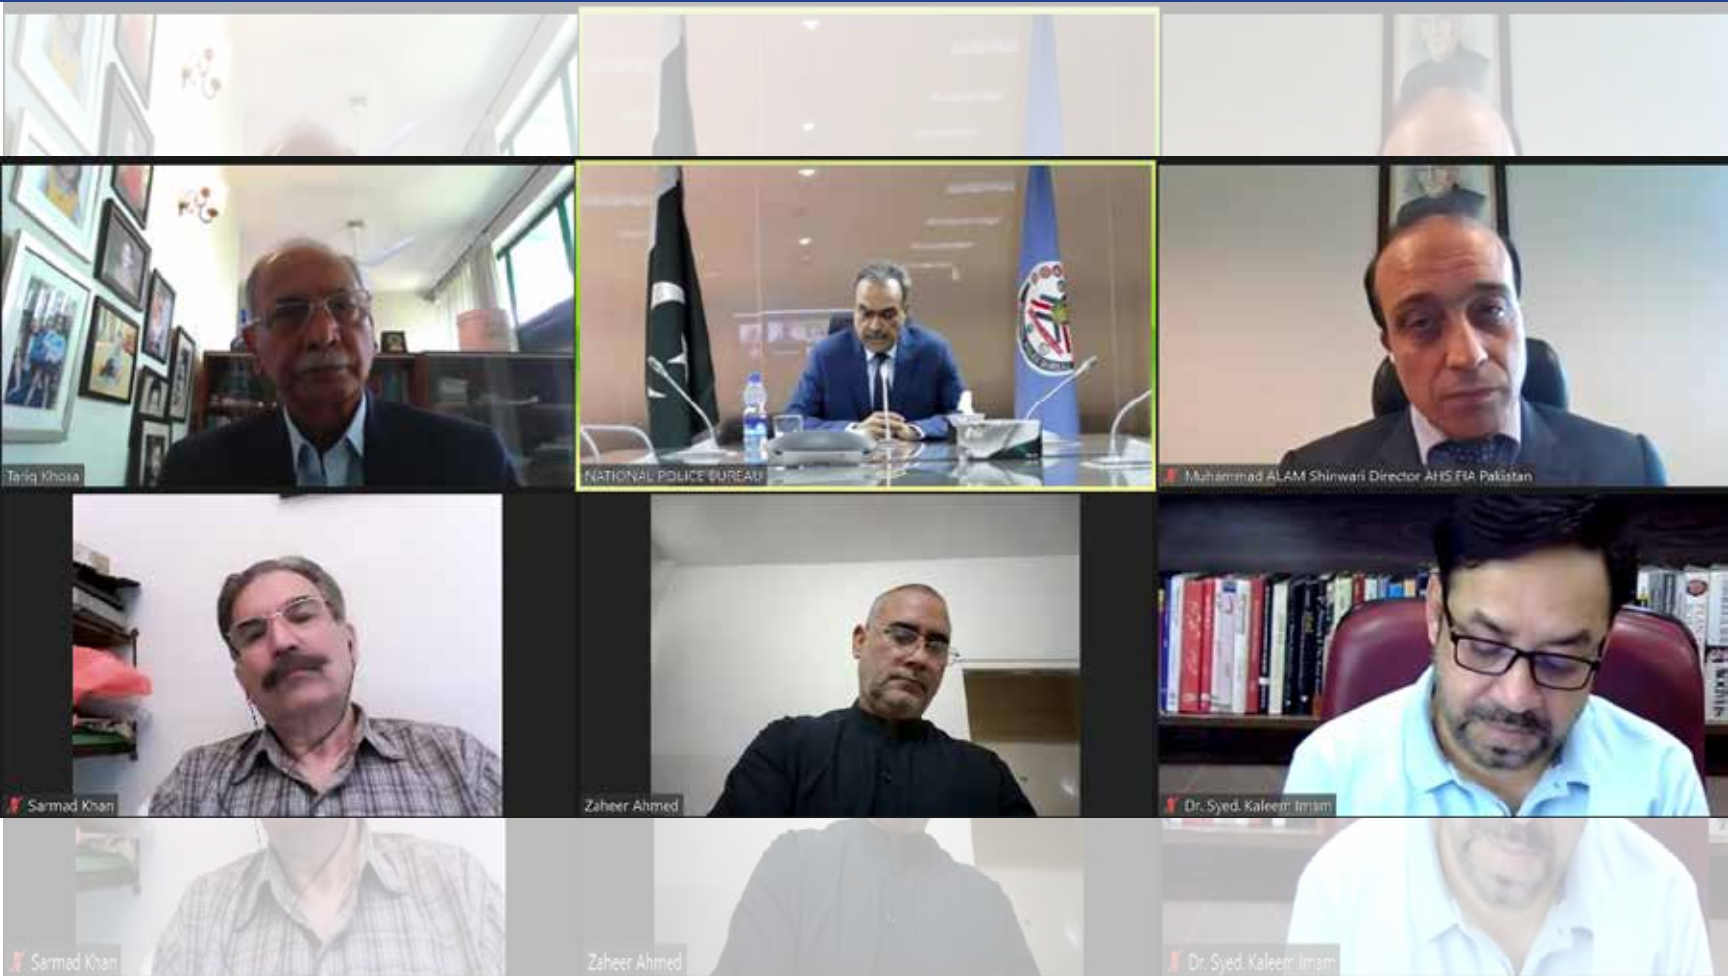 Tariq Khosa
NATIONAL POLICE BUREAU
Muhammad ALAM Shinwari Director AHS FIA Pakistan
Sarmad Khan
Zaheer Ahmed
Dr. Syed. Kaleem Imam
Sarmad Khan
Zaheer Ahmed
Dr. Syed. Kaleem Imam